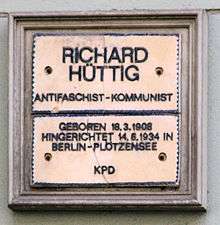 RICHARD
HÜTTIG
ANTIFASCHIST-KOMMUNIST
GEBOREN 18.3.1908
HINGERICHTET 14.6.1934 IN
BERLIN-PLÖTZENSEE
KPD